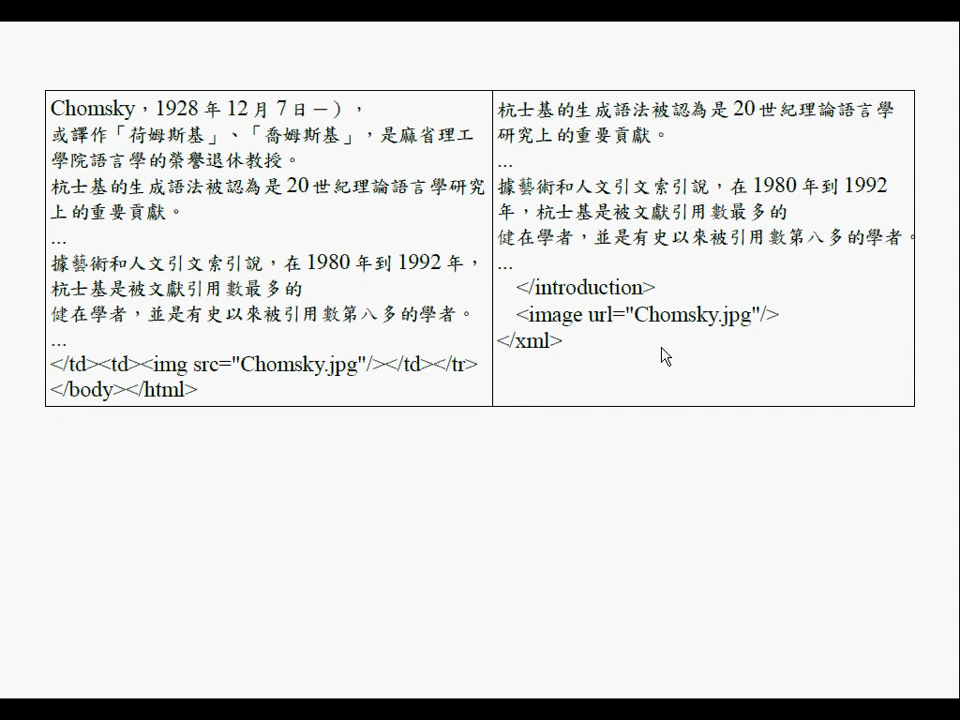 Chomsky，1928 年 12 月 7 日－），
或譯作「荷姆斯基」、「喬姆斯基」，是麻省理工
學院語言學的榮譽退休教授。
杭士基的生成語法被認為是 20 世紀理論語言學研究
上的重要貢獻。
...
據藝術和人文引文索引說，在 1980 年到 1992 年，
杭士基是被文獻引用數最多的
健在學者，並是有史以來被引用數第八多的學者。
...
</td><td><img src="Chomsky.jpg"/></td></tr>
</body></html>
杭士基的生成語法被認為是 20 世紀理論語言學
研究上的重要貢獻。
...
據藝術和人文引文索引說，在 1980 年到 1992
年，杭士基是被文獻引用數最多的
健在學者，並是有史以來被引用數第八多的學者。
...
</introduction>
<image url="Chomsky.jpg"/>
</xml>